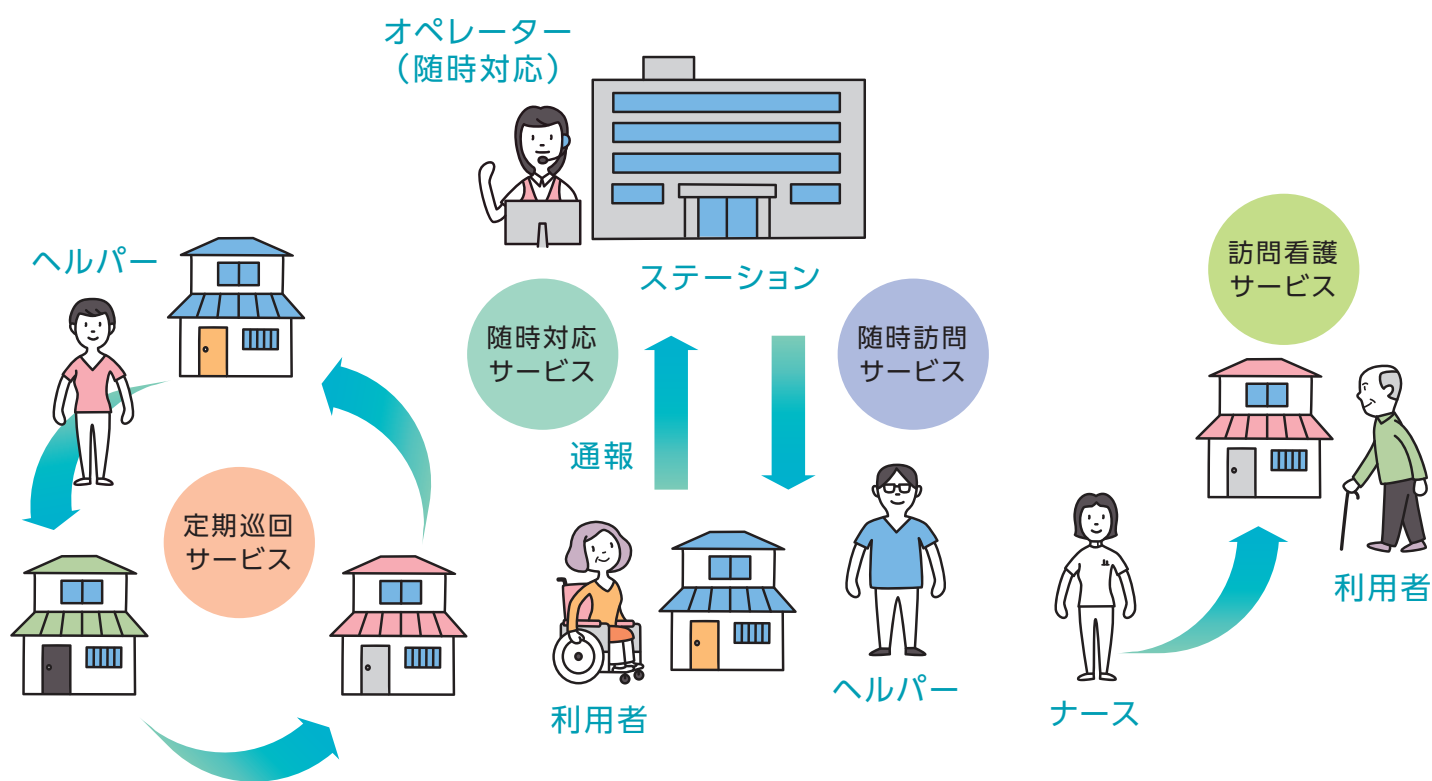 オペレーター
（随時対応）
ステーション
ヘルパー
定期巡回
サービス
随時対応
サービス
通報
随時訪問
サービス
利用者
ヘルパー
訪問看護
サービス
ナース
利用者